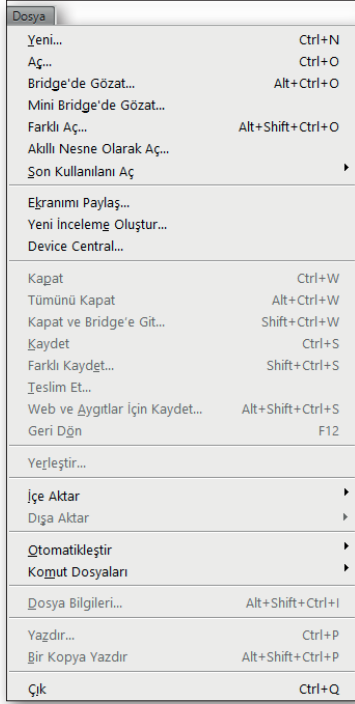 Dosya
Yeni... Ctrl+N
Aç... Ctrl+O
Bridge'de Gözat... Alt+Ctrl+O
Mini Bridge'de Gözat...
Farklı Aç... Alt+Shift+Ctrl+O
Akıllı Nesne Olarak Aç...
Son Kullanılanı Aç
Ekranımı Paylaş...
Yeni İnceleme Oluştur...
Device Central...
Kapat Ctrl+W
Tümünü Kapat Alt+Ctrl+W
Kapat ve Bridge'e Git... Shift+Ctrl+W
Kaydet Ctrl+S
Farklı Kaydet... Shift+Ctrl+S
Teslim Et...
Web ve Aygıtlar İçin Kaydet... Alt+Shift+Ctrl+S
Geri Dön F12
Yerleştir...
İçe Aktar
Dışa Aktar
Otomatikleştir
Komut Dosyaları
Dosya Bilgileri... Alt+Shift+Ctrl+I
Yazdır... Ctrl+P
Bir Kopya Yazdır Alt+Shift+Ctrl+P
Çık Ctrl+Q